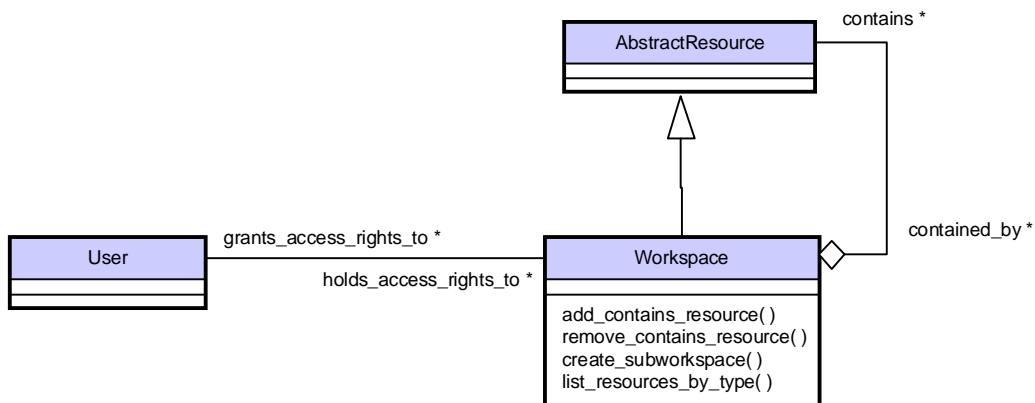 contains *
AbstractResource
contained_by *
grants_access_rights_to *
User
holds_access_rights_to *
Workspace
add_contains_resource( )
remove_contains_resource( )
create_subworkspace( )
list_resources_by_type( )